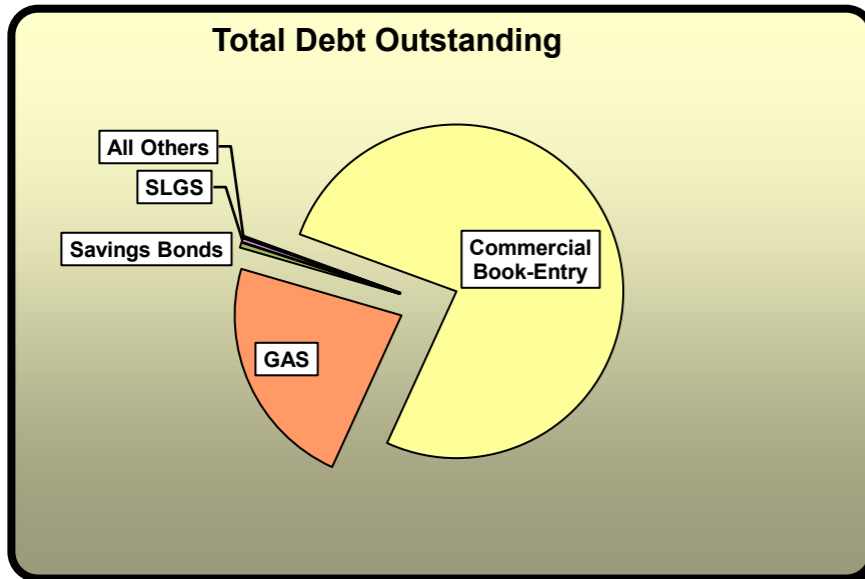 Total Debt Outstanding
All Others
SLGS
Savings Bonds
Commercial
Book-Entry
GAS